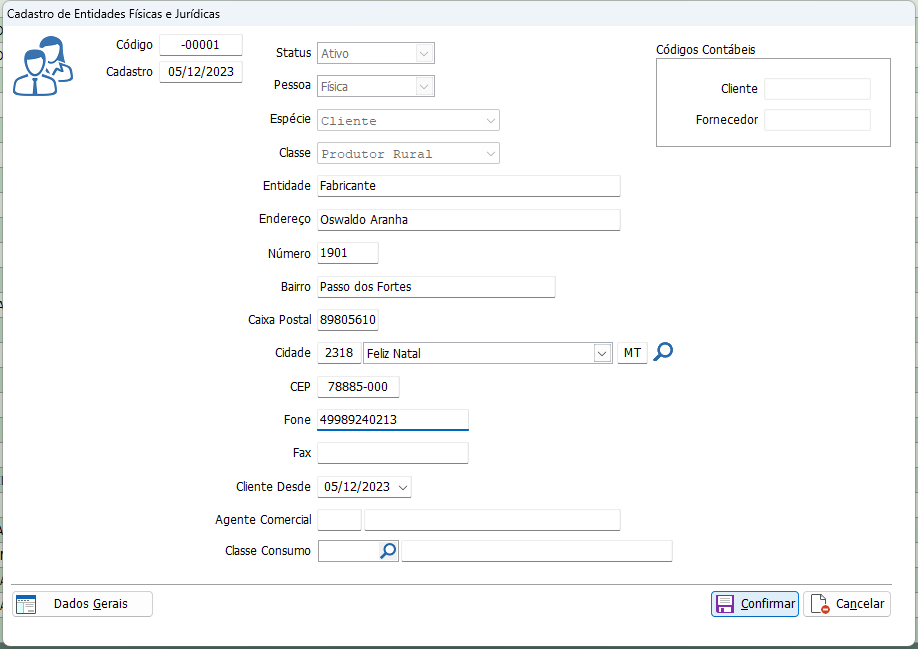 Cadastro de Entidades Físicas e Jurídicas
Código -00001
Cadastro 05/12/2023
Status Ativo
Pessoa Física
Espécie Cliente
Classe Produtor Rural
Entidade Fabricante
Endereço Oswaldo Aranha
Número 1901
Bairro Passo dos Fortes
Caixa Postal 89805610
Cidade 2318 Feliz Natal MT
CEP 78885-000
Fone 49989240213
Fax
Cliente Desde 05/12/2023
Agente Comercial
Classe Consumo
Códigos Contábeis
Cliente
Fornecedor
Dados Gerais
Confirmar
Cancelar